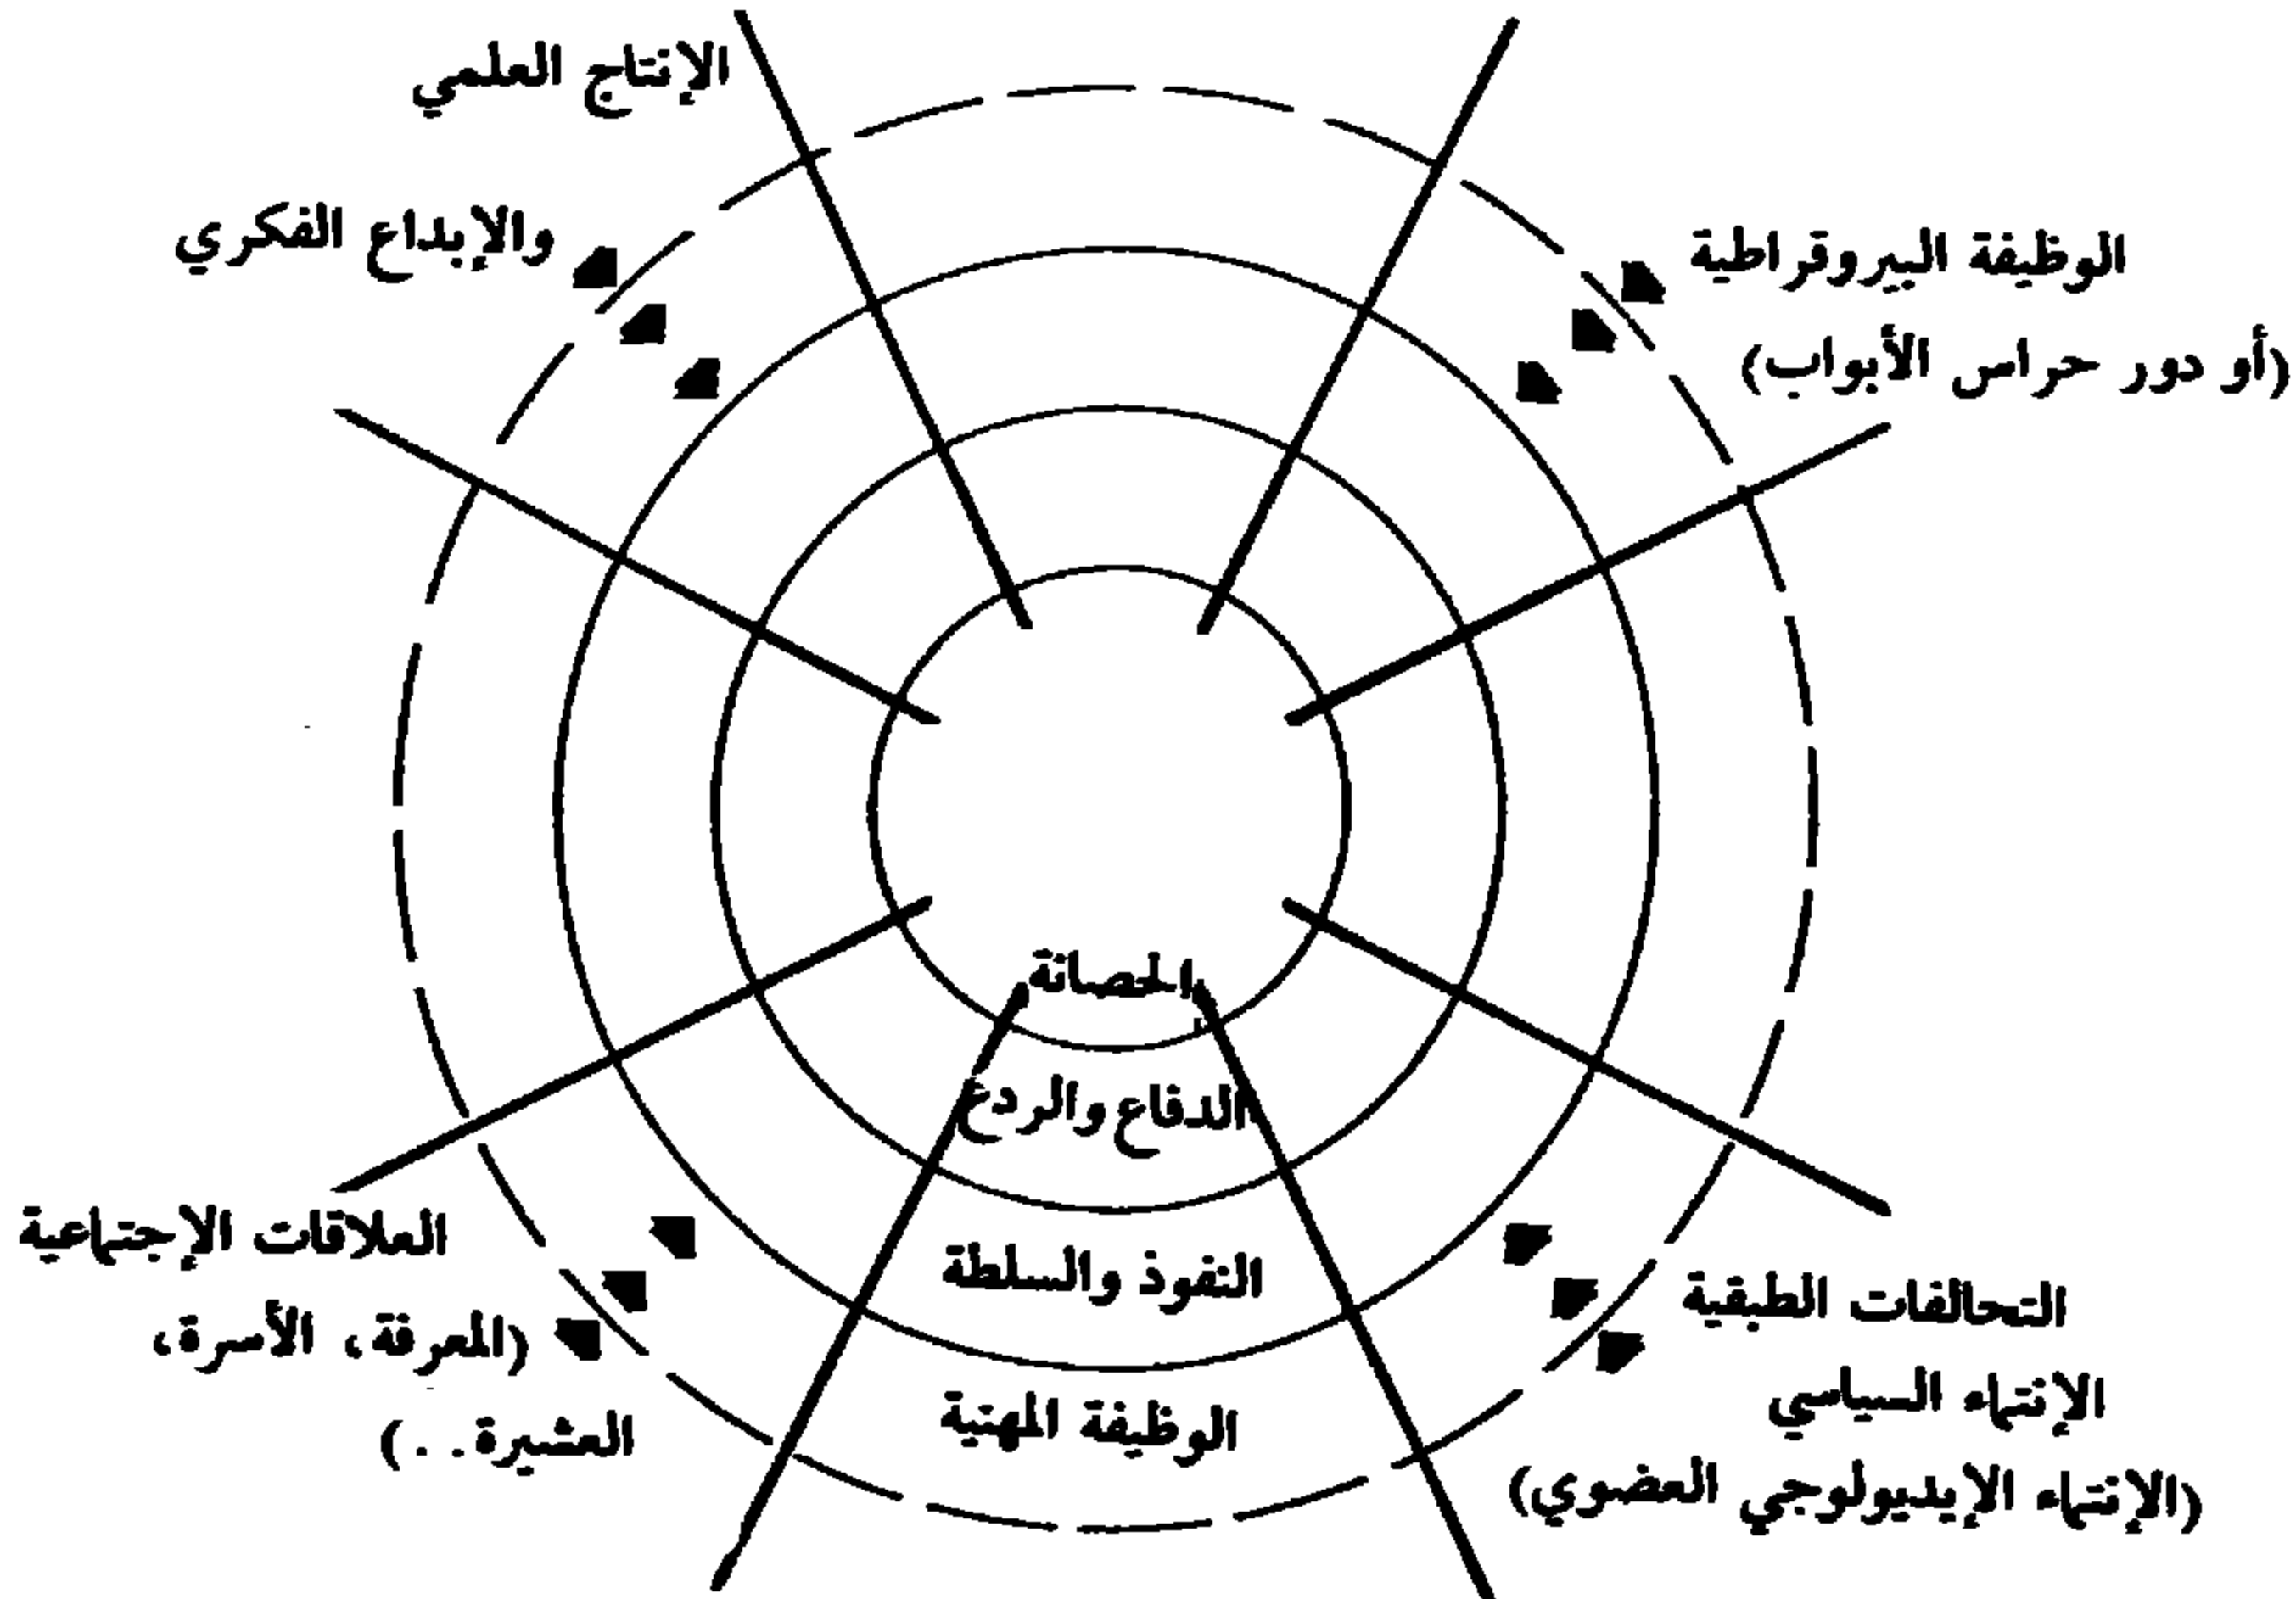 الإنتاج العلمي
والإبداع الفكري
الوظيفة البيروقراطية
(أو دور حراس الأبواب)
الحصانة
الدفاع والردع
النفوذ والسلطة
الوظيفة المهنية
العلاقات الإجتماعية
(المعرفة، الأسرة،
العشيرة..)
التحالفات الطبقية
الإنتماء السياسي
(الإنتماء الإيديولوجي العضوي)